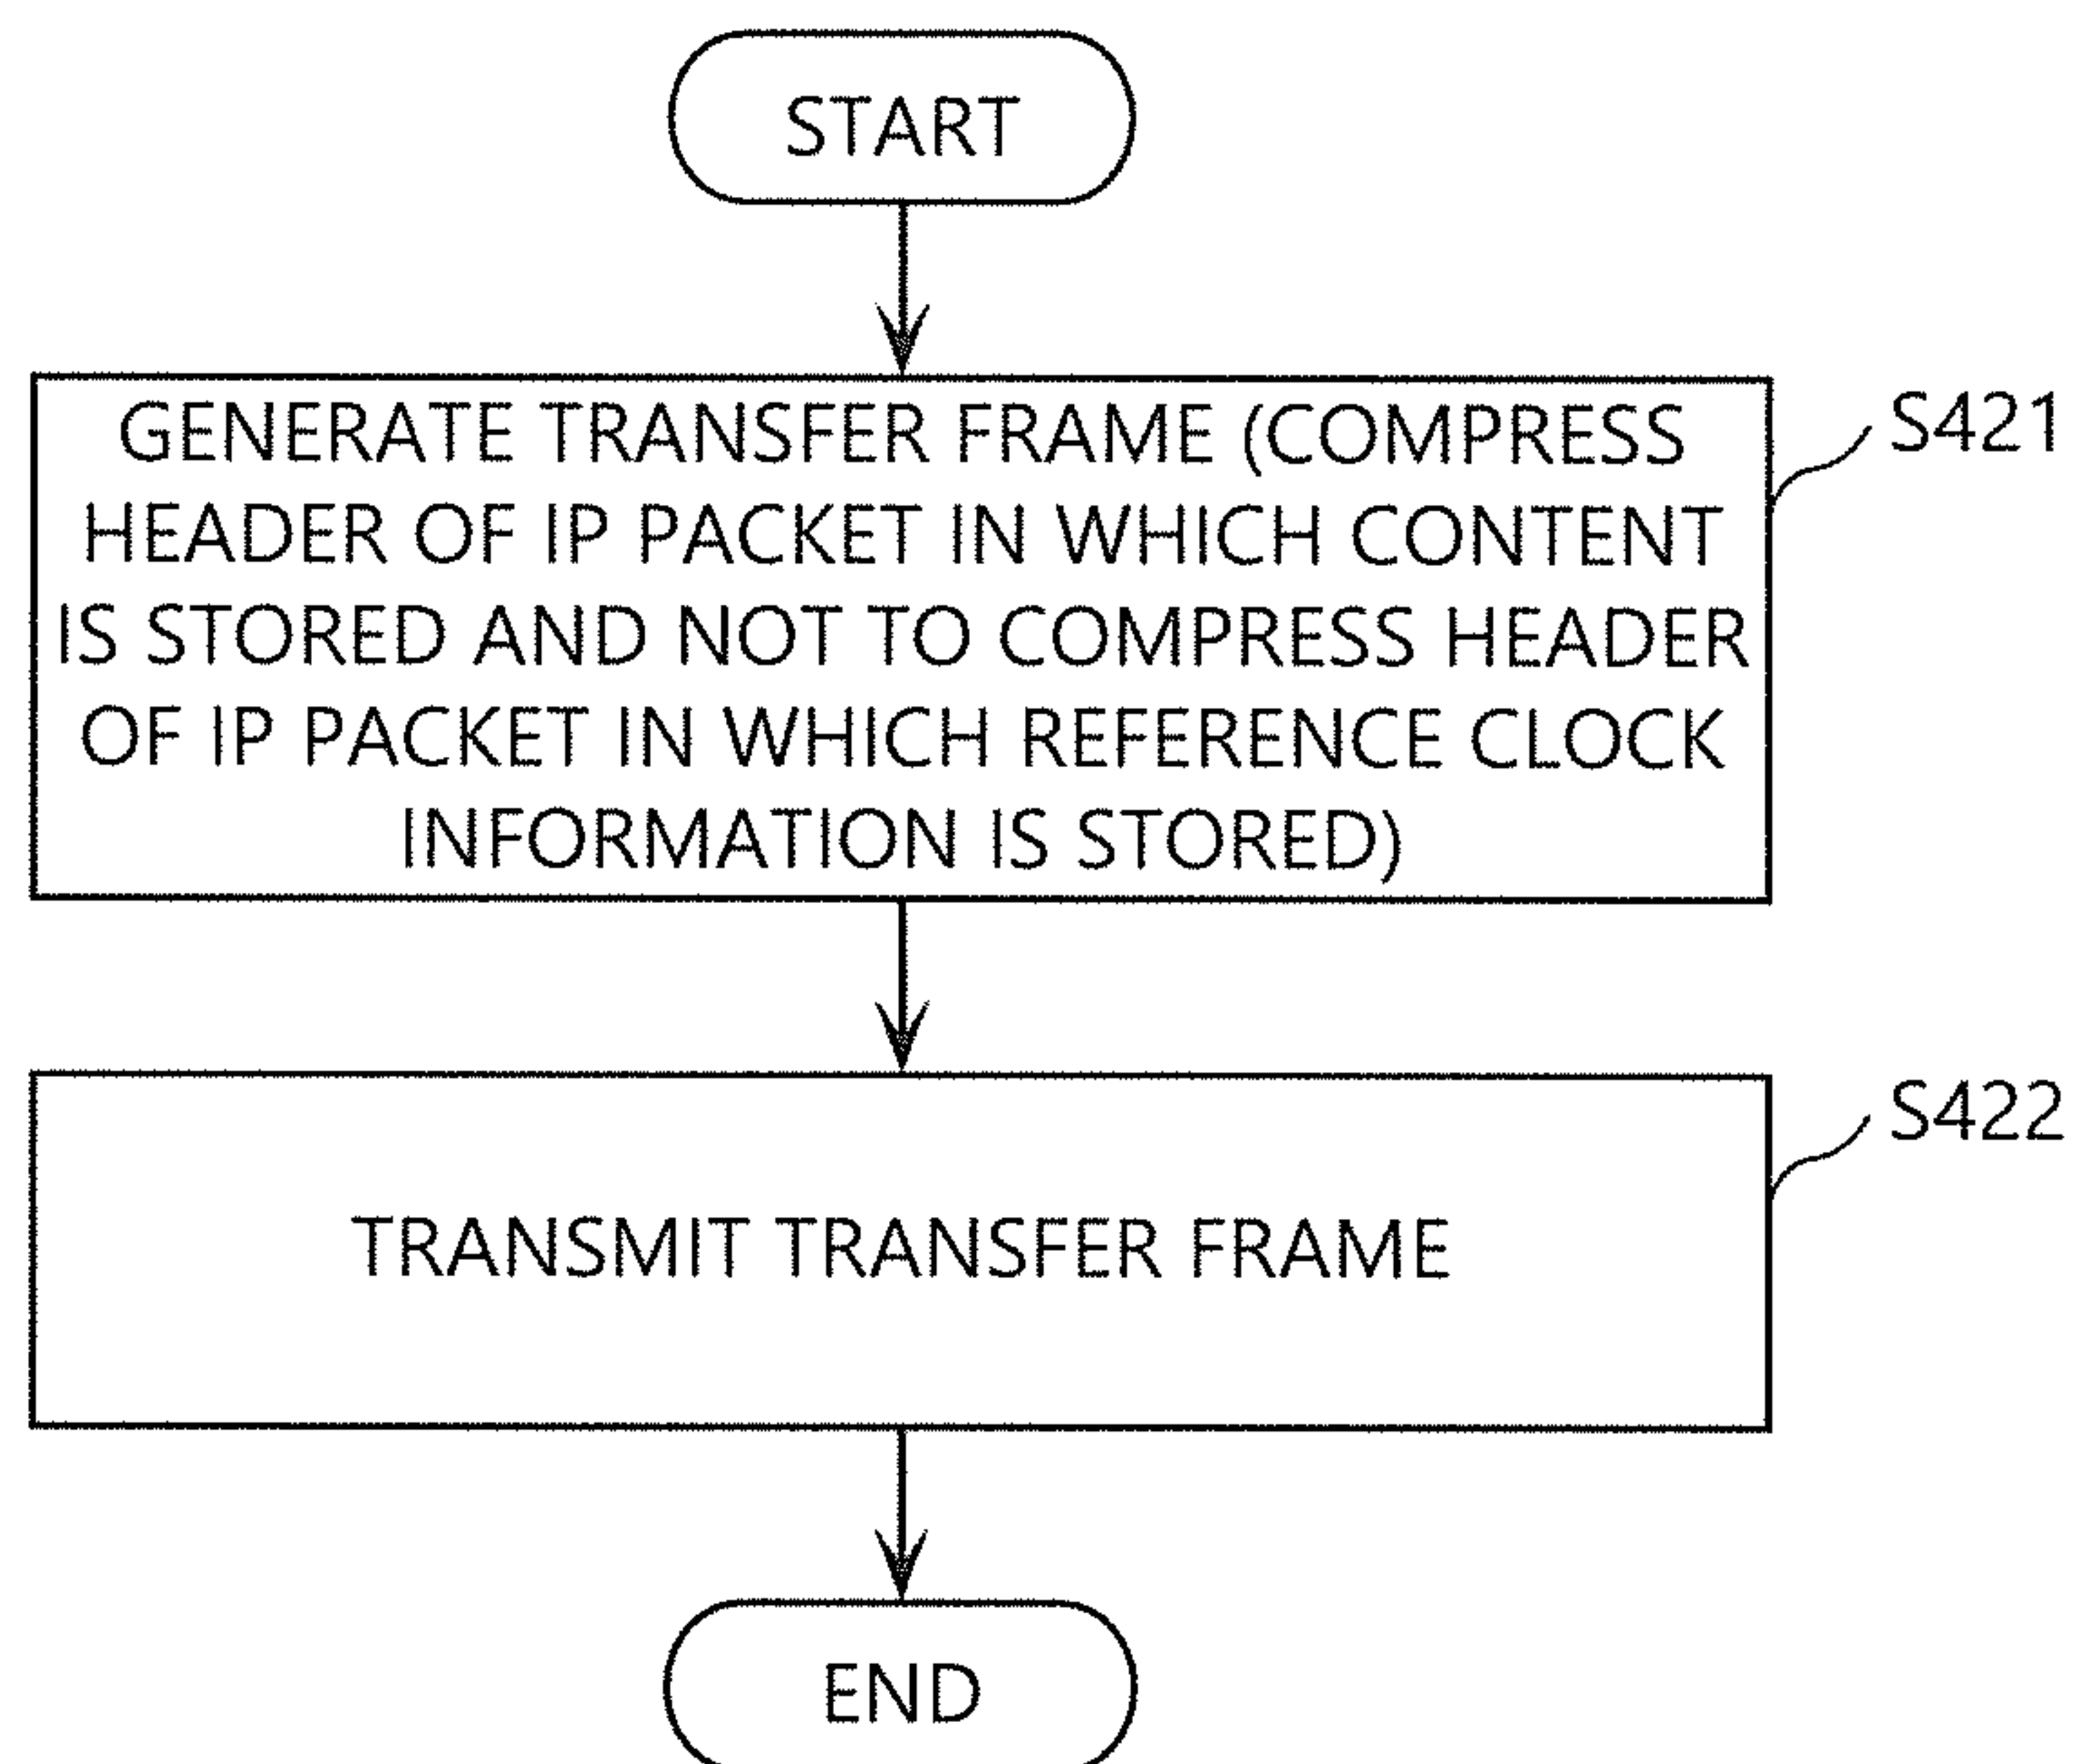 START
GENERATE TRANSFER FRAME (COMPRESS
HEADER OF IP PACKET IN WHICH CONTENT
IS STORED AND NOT TO COMPRESS HEADER
OF IP PACKET IN WHICH REFERENCE CLOCK
INFORMATION IS STORED)
S421
TRANSMIT TRANSFER FRAME
S422
END